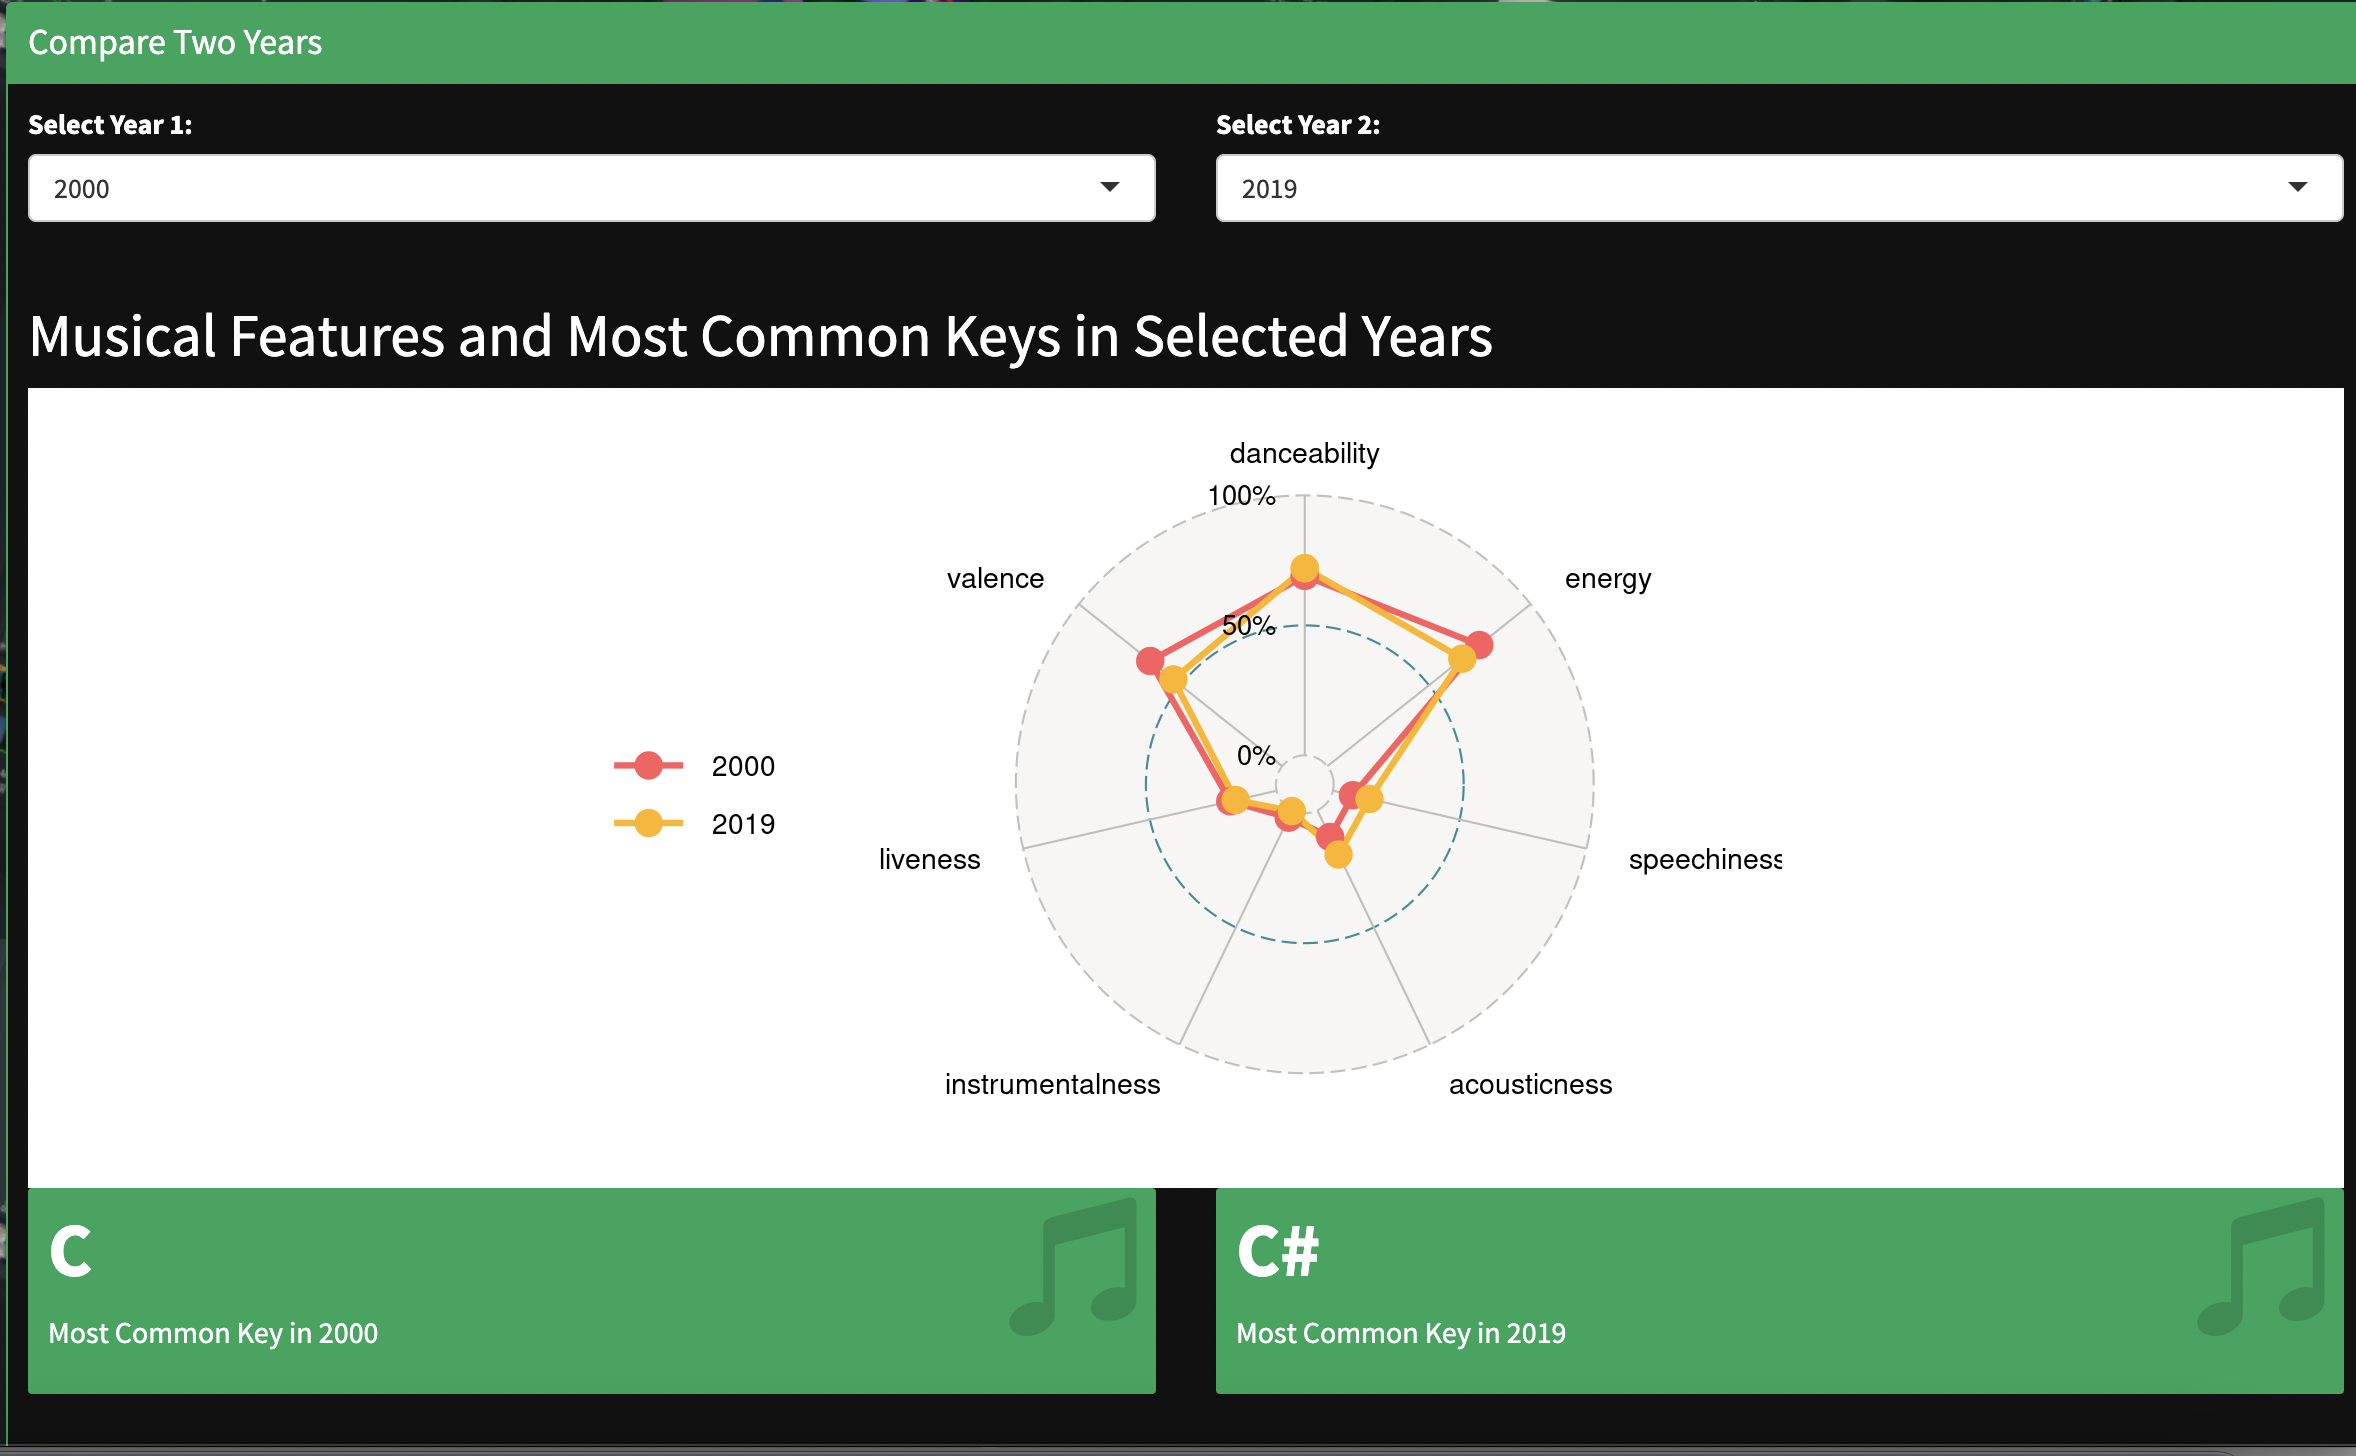 Compare Two Years
Select Year 1:
Select Year 2:
2000
2019
Musical Features and Most Common Keys in Selected Years
danceability
100%
valence
energy
50%
0%
2000
2019
liveness
speechiness
instrumentalness
acousticness
C
Most Common Key in 2000
C#
Most Common Key in 2019